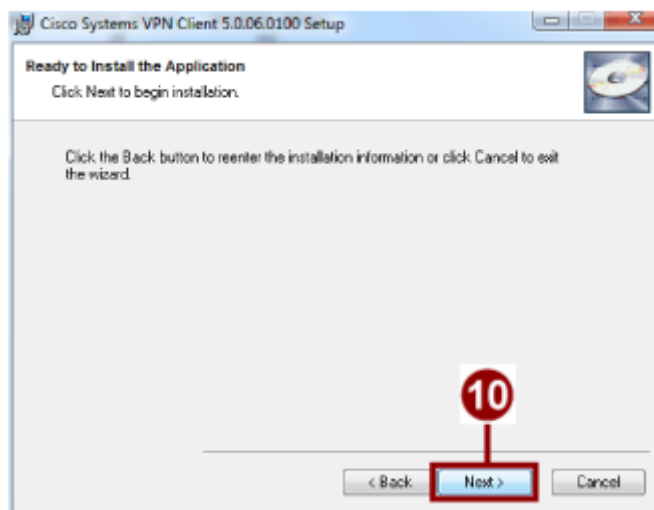 Cisco Systems VPN Client 5.0.06.0100 Setup
Ready to Install the Application
Click Next to begin installation.
Click the Back button to reenter the installation information or click Cancel to exit
the wizard.
10
< Back
Next >
Cancel